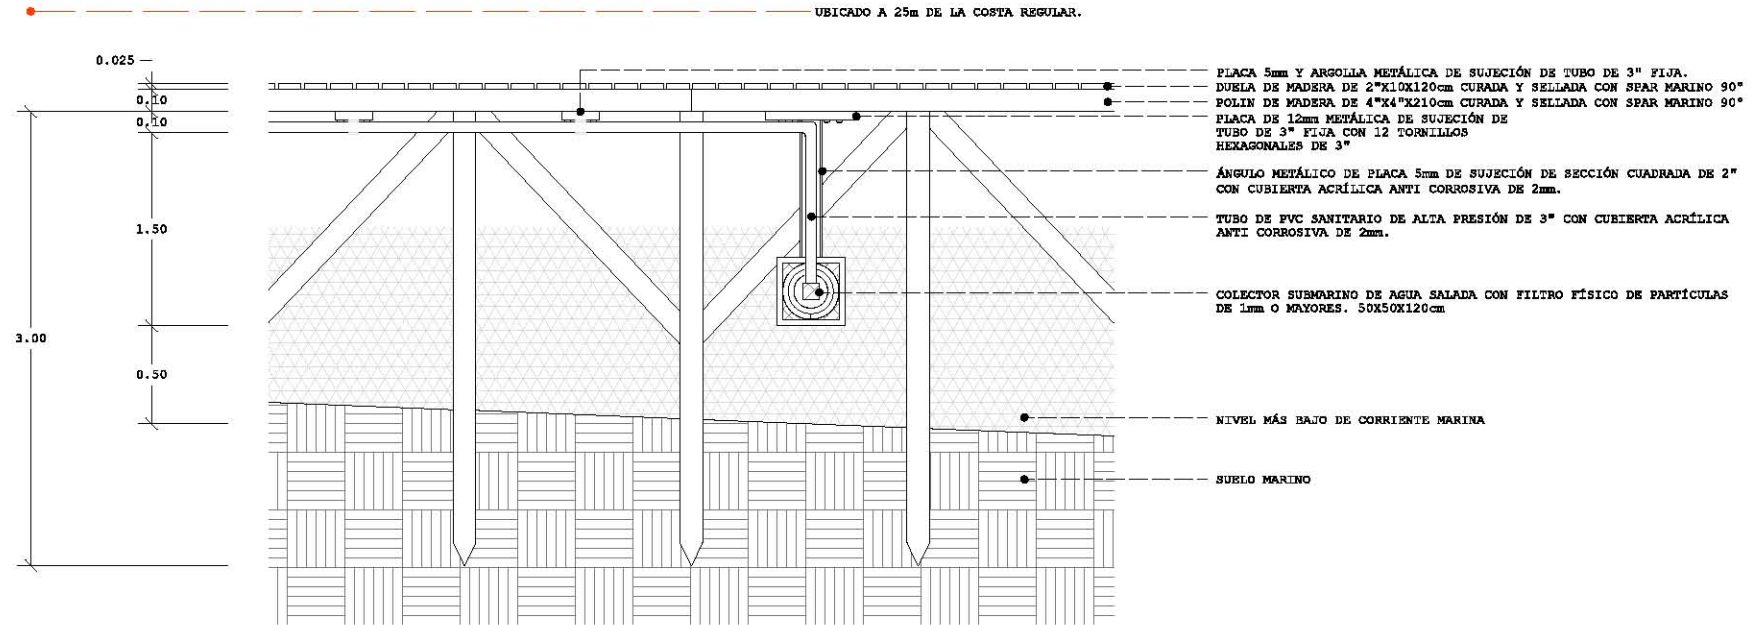 UBICADO A 25m DE LA COSTA REGULAR.
0.025
0.10
0.10
1.50
3.00
0.50
PLACA 5mm Y ARGOLLA METÁLICA DE SUJECIÓN DE TUBO DE 3" FIJA.
DUELA DE MADERA DE 2"X10X120cm CURADA Y SELLADA CON SPAR MARINO 90°
POLIN DE MADERA DE 4"X4"X210cm CURADA Y SELLADA CON SPAR MARINO 90°
PLACA DE 12mm METÁLICA DE SUJECIÓN DE
TUBO DE 3" FIJA CON 12 TORNILLOS
HEXAGONALES DE 3"
ÁNGULO METÁLICO DE PLACA 5mm DE SUJECIÓN DE SECCIÓN CUADRADA DE 2"
CON CUBIERTA ACRÍLICA ANTI CORROSIVA DE 2mm.
TUBO DE PVC SANITARIO DE ALTA PRESIÓN DE 3" CON CUBIERTA ACRÍLICA
ANTI CORROSIVA DE 2mm.
COLECTOR SUBMARINO DE AGUA SALADA CON FILTRO FÍSICO DE PARTÍCULAS
DE 1mm O MAYORES. 50X50X120cm
NIVEL MÁS BAJO DE CORRIENTE MARINA
SUELO MARINO